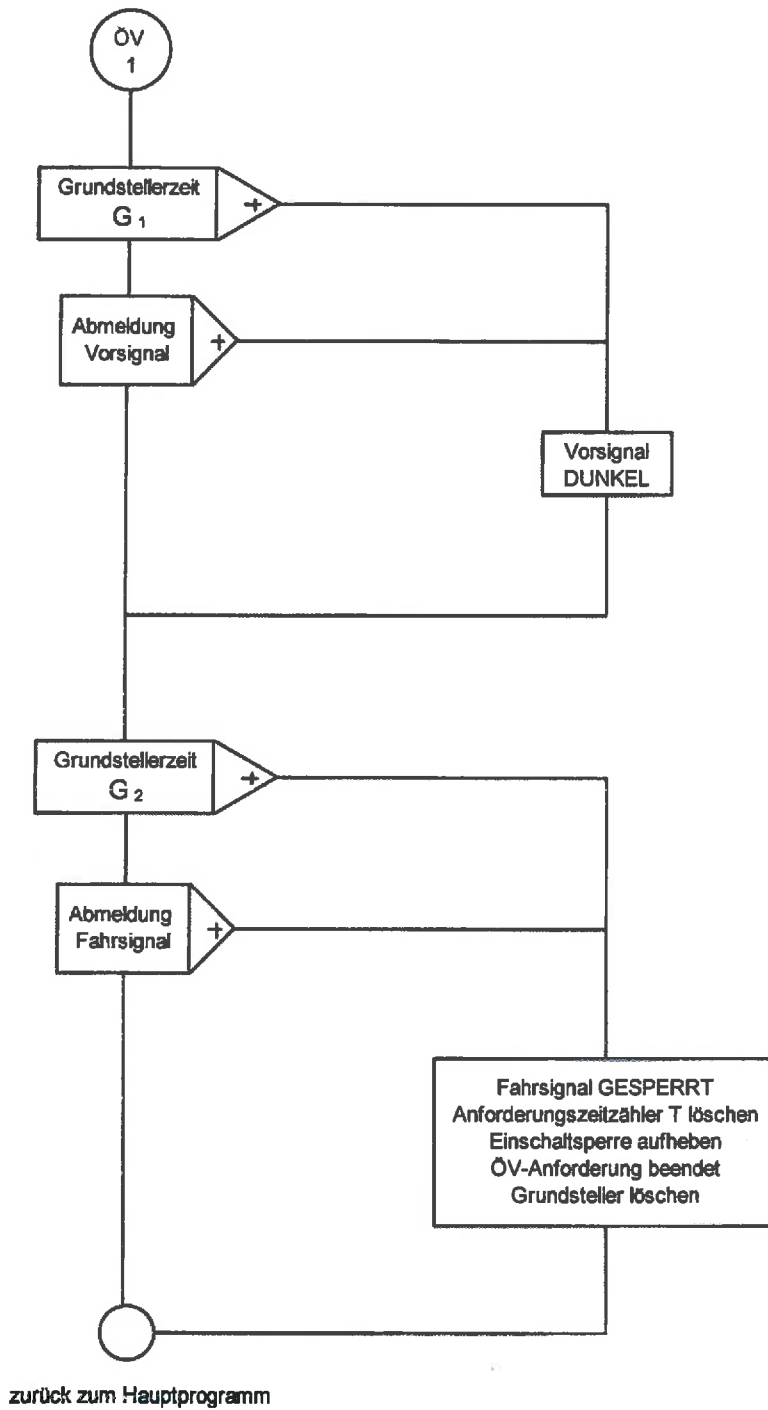 ÖV
1
Grundstellerzeit
G 1
+
Abmeldung
Vorsignal
+
Vorsignal
DUNKEL
Grundstellerzeit
G 2
+
Abmeldung
Fahrsignal
+
Fahrsignal GESPERRT
Anforderungszeitzähler T löschen
Einschaltsperre aufheben
ÖV-Anforderung beendet
Grundsteller löschen
zurück zum Hauptprogramm